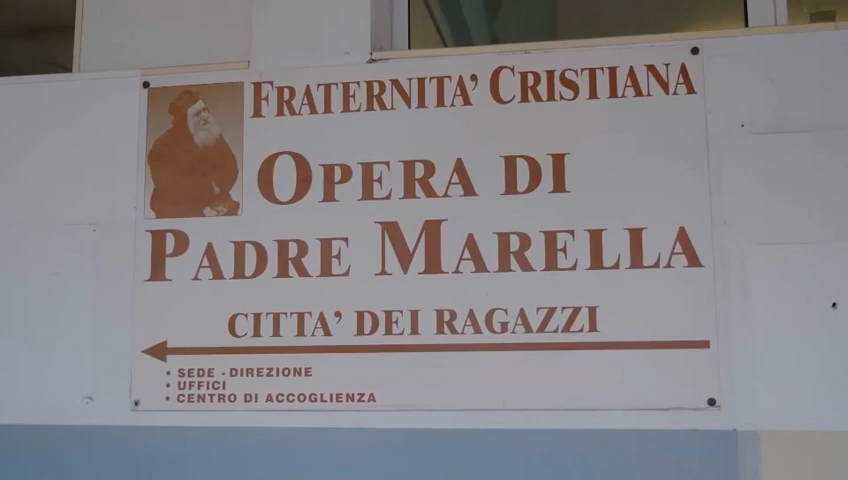 FRATERNITA' CRISTIANA
OPERA DI
PADRE MARELLA
CITTA' DEI RAGAZZI
• SEDE - DIREZIONE
• UFFICI
• CENTRO DI ACCOGLIENZA